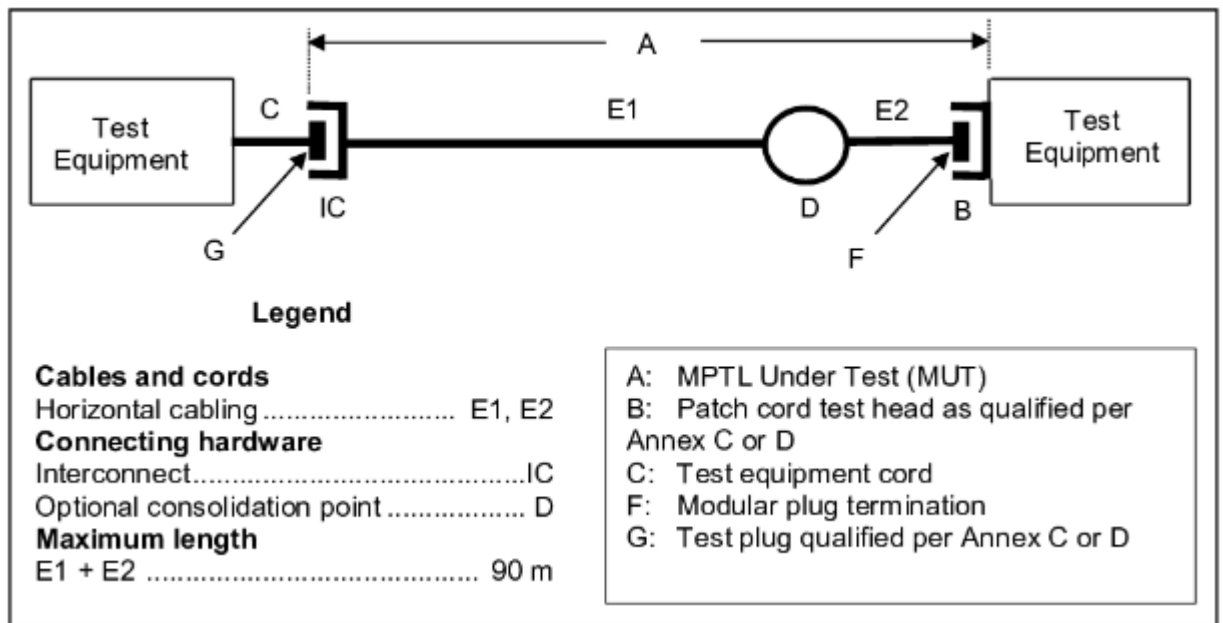 A
C
E1
E2
Test
Equipment
Test
Equipment
IC
D
B
G
F
Legend
Cables and cords
Horizontal cabling .......................... E1, E2
Connecting hardware
Interconnect.............................................IC
Optional consolidation point ................... D
Maximum length
E1 + E2 ............................................ 90 m
A: MPTL Under Test (MUT)
B: Patch cord test head as qualified per
Annex C or D
C: Test equipment cord
F: Modular plug termination
G: Test plug qualified per Annex C or D